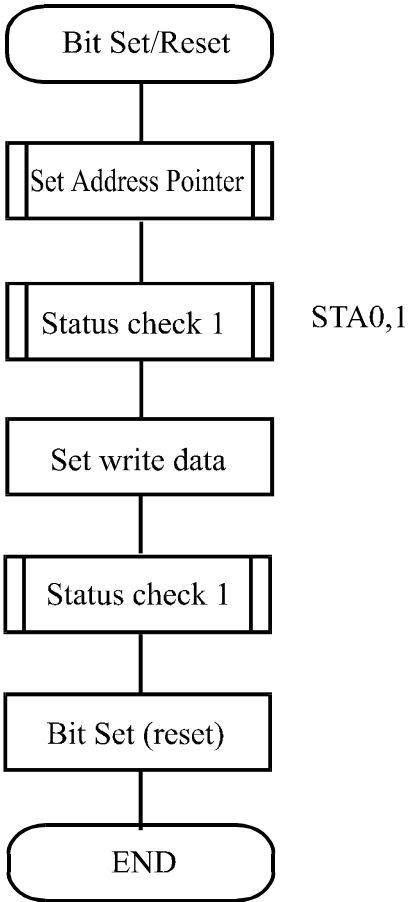 Bit Set/Reset
Set Address Pointer
Status check 1
STA0,1
Set write data
Status check 1
Bit Set (reset)
END